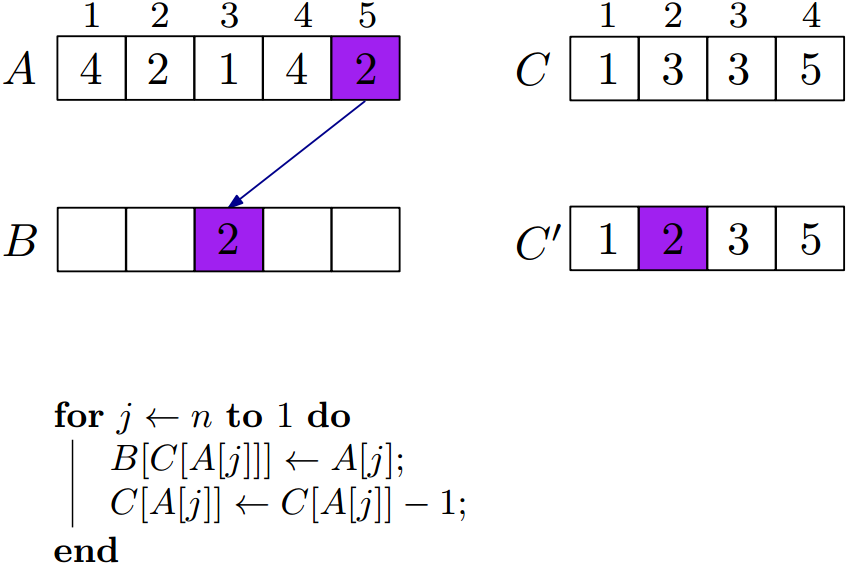 1 2 3 4 5 1 2 3 4
A 4 2 1 4 2 C 1 3 3 5
B 2 C′ 1 2 3 5
for j ← n to 1 do
B[C[A[j]]] ← A[j];
C[A[j]] ← C[A[j]] − 1;
end